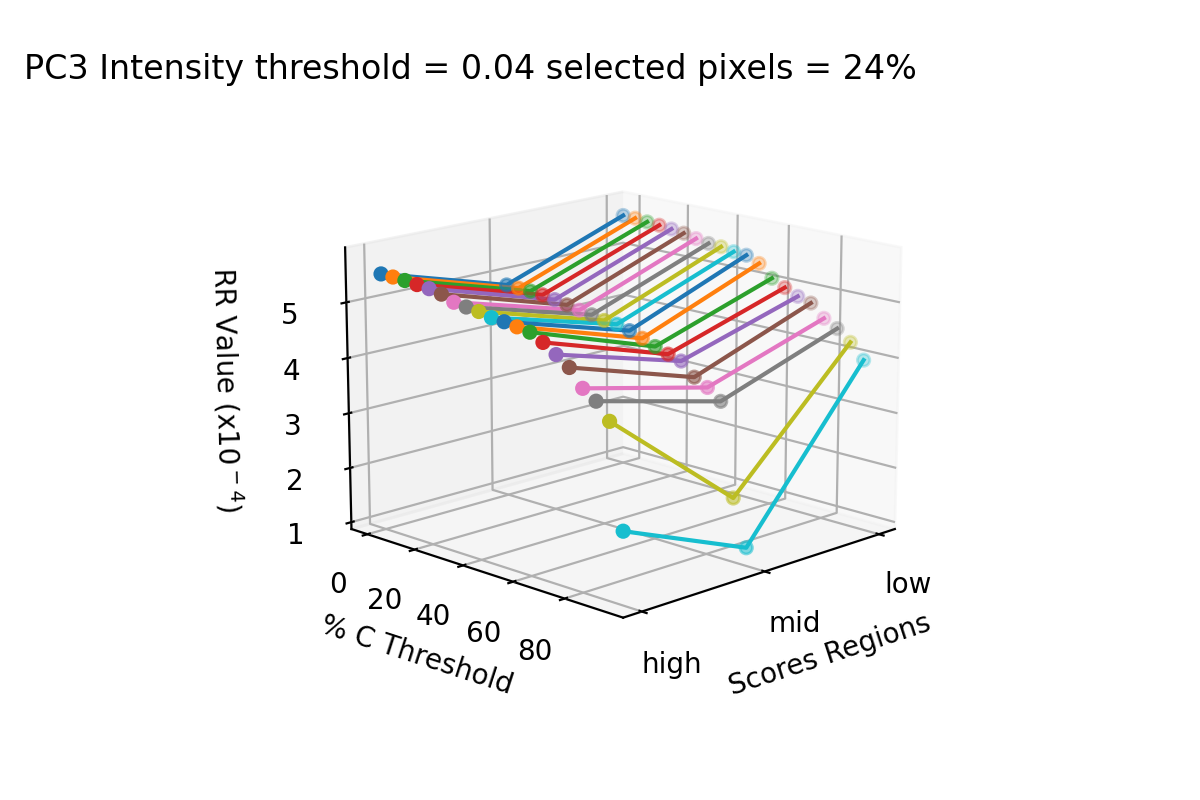 PC3 Intensity threshold = 0.04 selected pixels = 24%
RR Value (x10⁻⁴)
5
4
3
2
1
0
20
40
60
80
% C Threshold
high
mid
low
Scores Regions